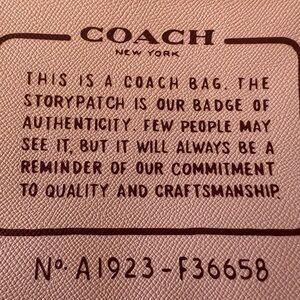 COACH
NEW YORK
THIS IS A COACH BAG. THE
STORYPATCH IS OUR BADGE OF
AUTHENTICITY. FEW PEOPLE MAY
SEE IT, BUT IT WILL ALWAYS BE A
REMINDER OF OUR COMMITMENT
TO QUALITY AND CRAFTSMANSHIP.
No. A1923-F36658